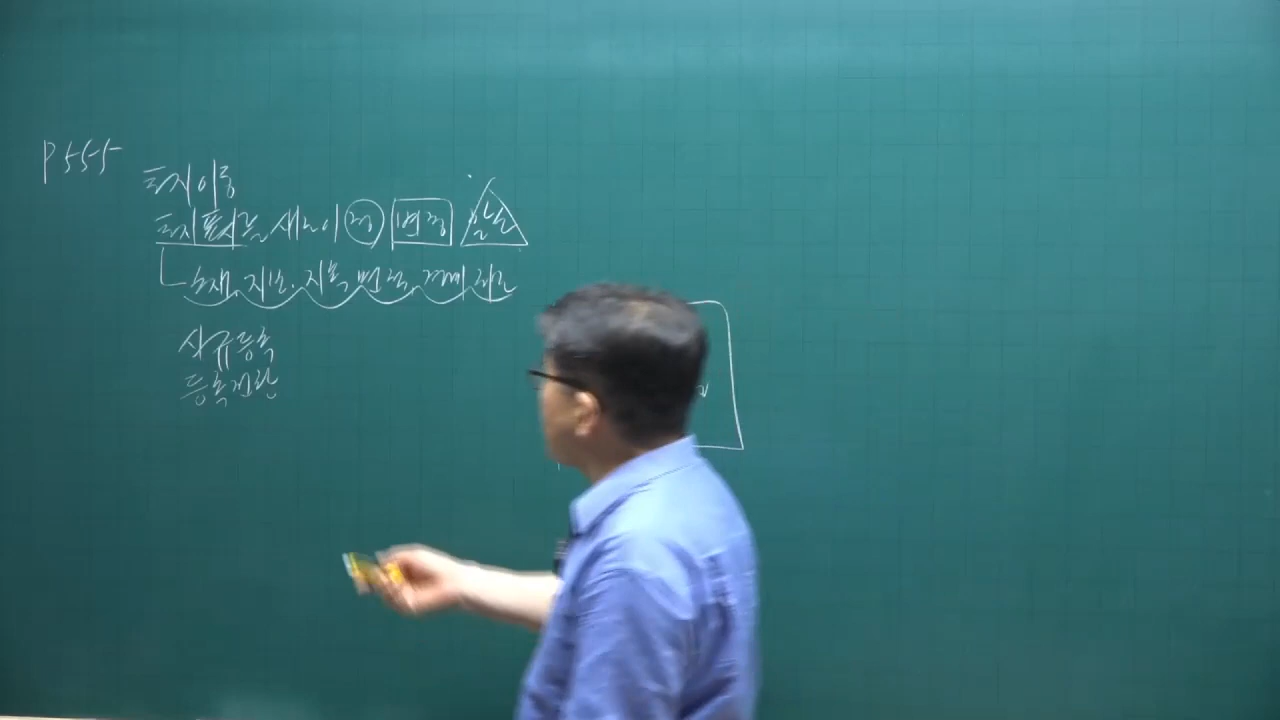 P 555
토지이동
토지표시를 새로이 정 변경 말소
소재. 지번. 지목. 면적. 경계 좌표
신규등록
등록전환